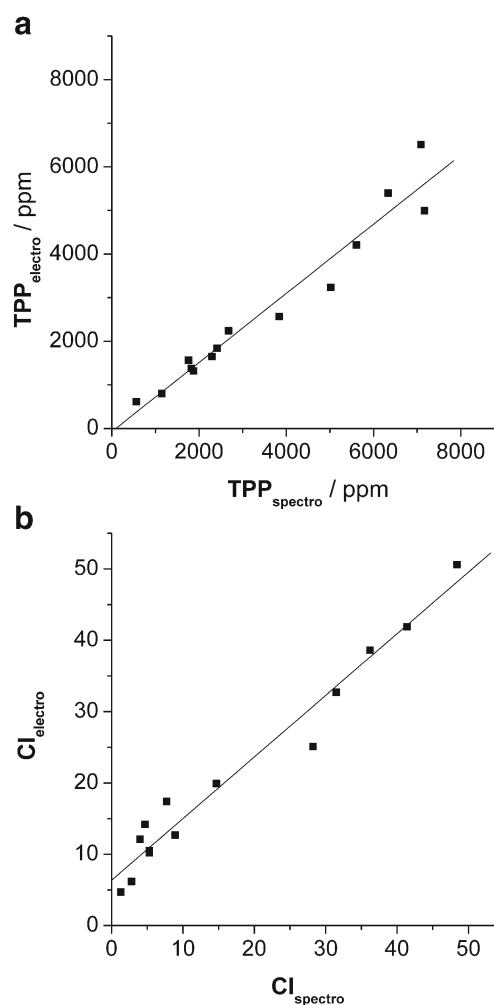 a
8000
6000
4000
2000
0
TPPelectro / ppm
0 2000 4000 6000 8000
TPPspectro / ppm
b
50
40
30
20
10
0
CIelectro
0 10 20 30 40 50
CIspectro